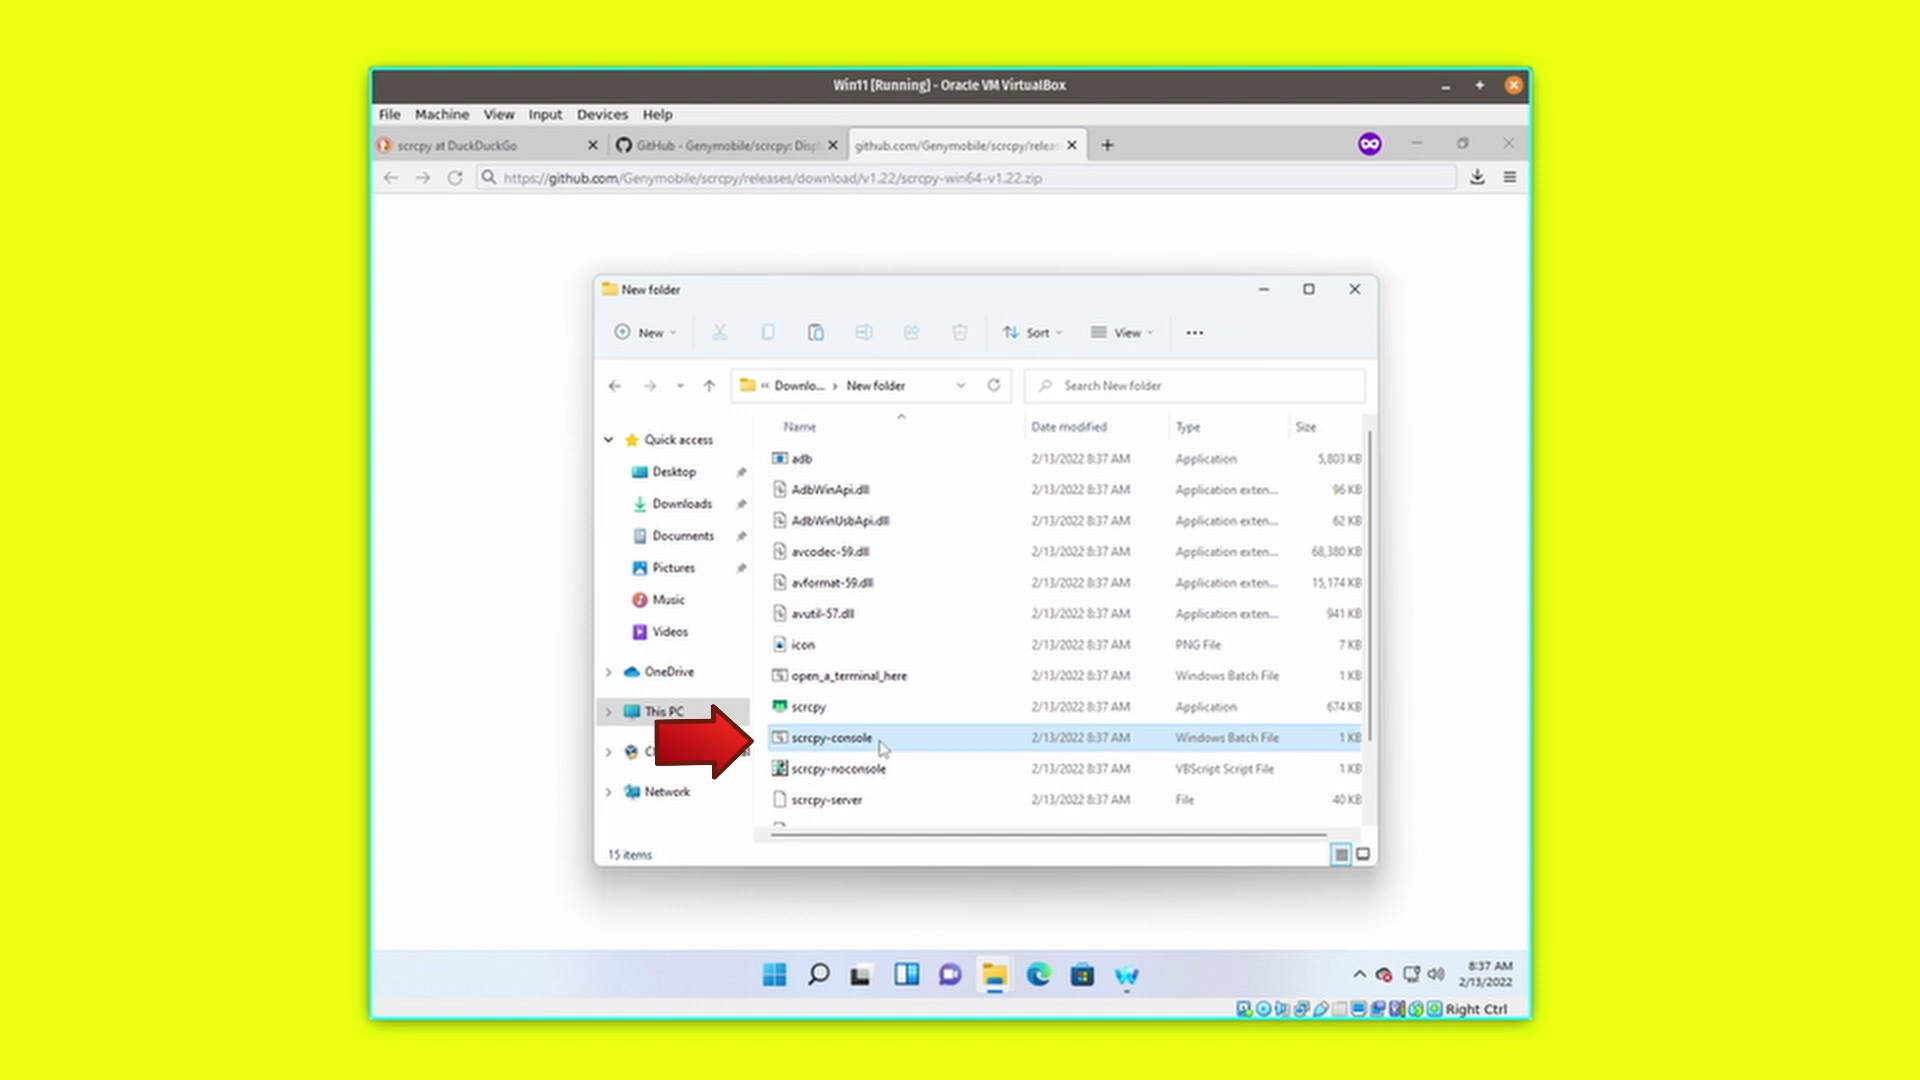 Win11 [Running] - Oracle VM VirtualBox
File Machine View Input Devices Help
scrcpy at DuckDuckGo
GitHub - Genymobile/scrcpy: Displ
github.com/Genymobile/scrcpy/releas
https://github.com/Genymobile/scrcpy/releases/download/v1.22/scrcpy-win64-v1.22.zip
New folder
New
Sort
View
« Downlo... › New folder
Search New folder
Quick access
Desktop
Downloads
Documents
Pictures
Music
Videos
OneDrive
This PC
Network
Name Date modified Type Size
adb 2/13/2022 8:37 AM Application 5,803 KB
AdbWinApi.dll 2/13/2022 8:37 AM Application exten... 96 KB
AdbWinUsbApi.dll 2/13/2022 8:37 AM Application exten... 62 KB
avcodec-59.dll 2/13/2022 8:37 AM Application exten... 68,380 KB
avformat-59.dll 2/13/2022 8:37 AM Application exten... 15,174 KB
avutil-57.dll 2/13/2022 8:37 AM Application exten... 941 KB
icon 2/13/2022 8:37 AM PNG File 7 KB
open_a_terminal_here 2/13/2022 8:37 AM Windows Batch File 1 KB
scrcpy 2/13/2022 8:37 AM Application 674 KB
scrcpy-console 2/13/2022 8:37 AM Windows Batch File 1 KB
scrcpy-noconsole 2/13/2022 8:37 AM VBScript Script File 1 KB
scrcpy-server 2/13/2022 8:37 AM File 40 KB
15 items
8:37 AM
2/13/2022
Right Ctrl